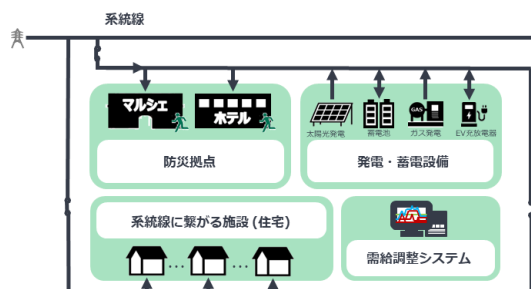 系統線
マルシェ
ホテル
防災拠点
GAS
太陽光発電
蓄電池
ガス発電
EV充放電器
発電・蓄電設備
系統線に繋がる施設 (住宅)
… …
需給調整システム